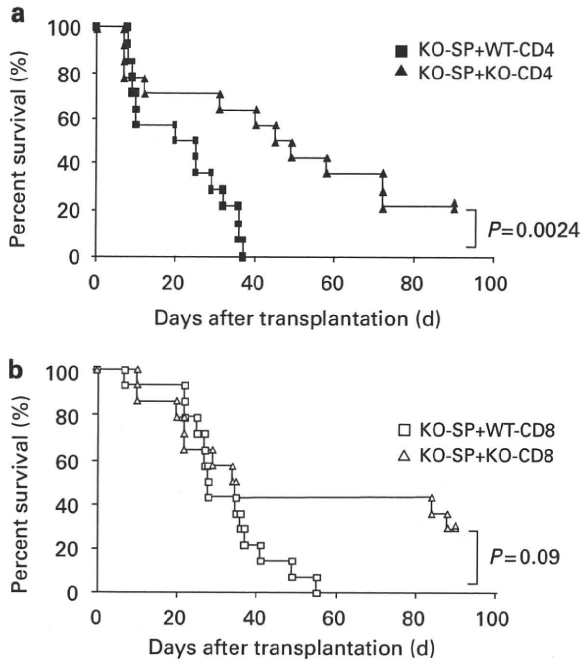 a
KO-SP+WT-CD4
KO-SP+KO-CD4
Percent survival (%)
100
80
60
40
20
0
P=0.0024
0 20 40 60 80 100
Days after transplantation (d)
b
KO-SP+WT-CD8
KO-SP+KO-CD8
Percent survival (%)
100
80
60
40
20
0
P=0.09
0 20 40 60 80 100
Days after transplantation (d)